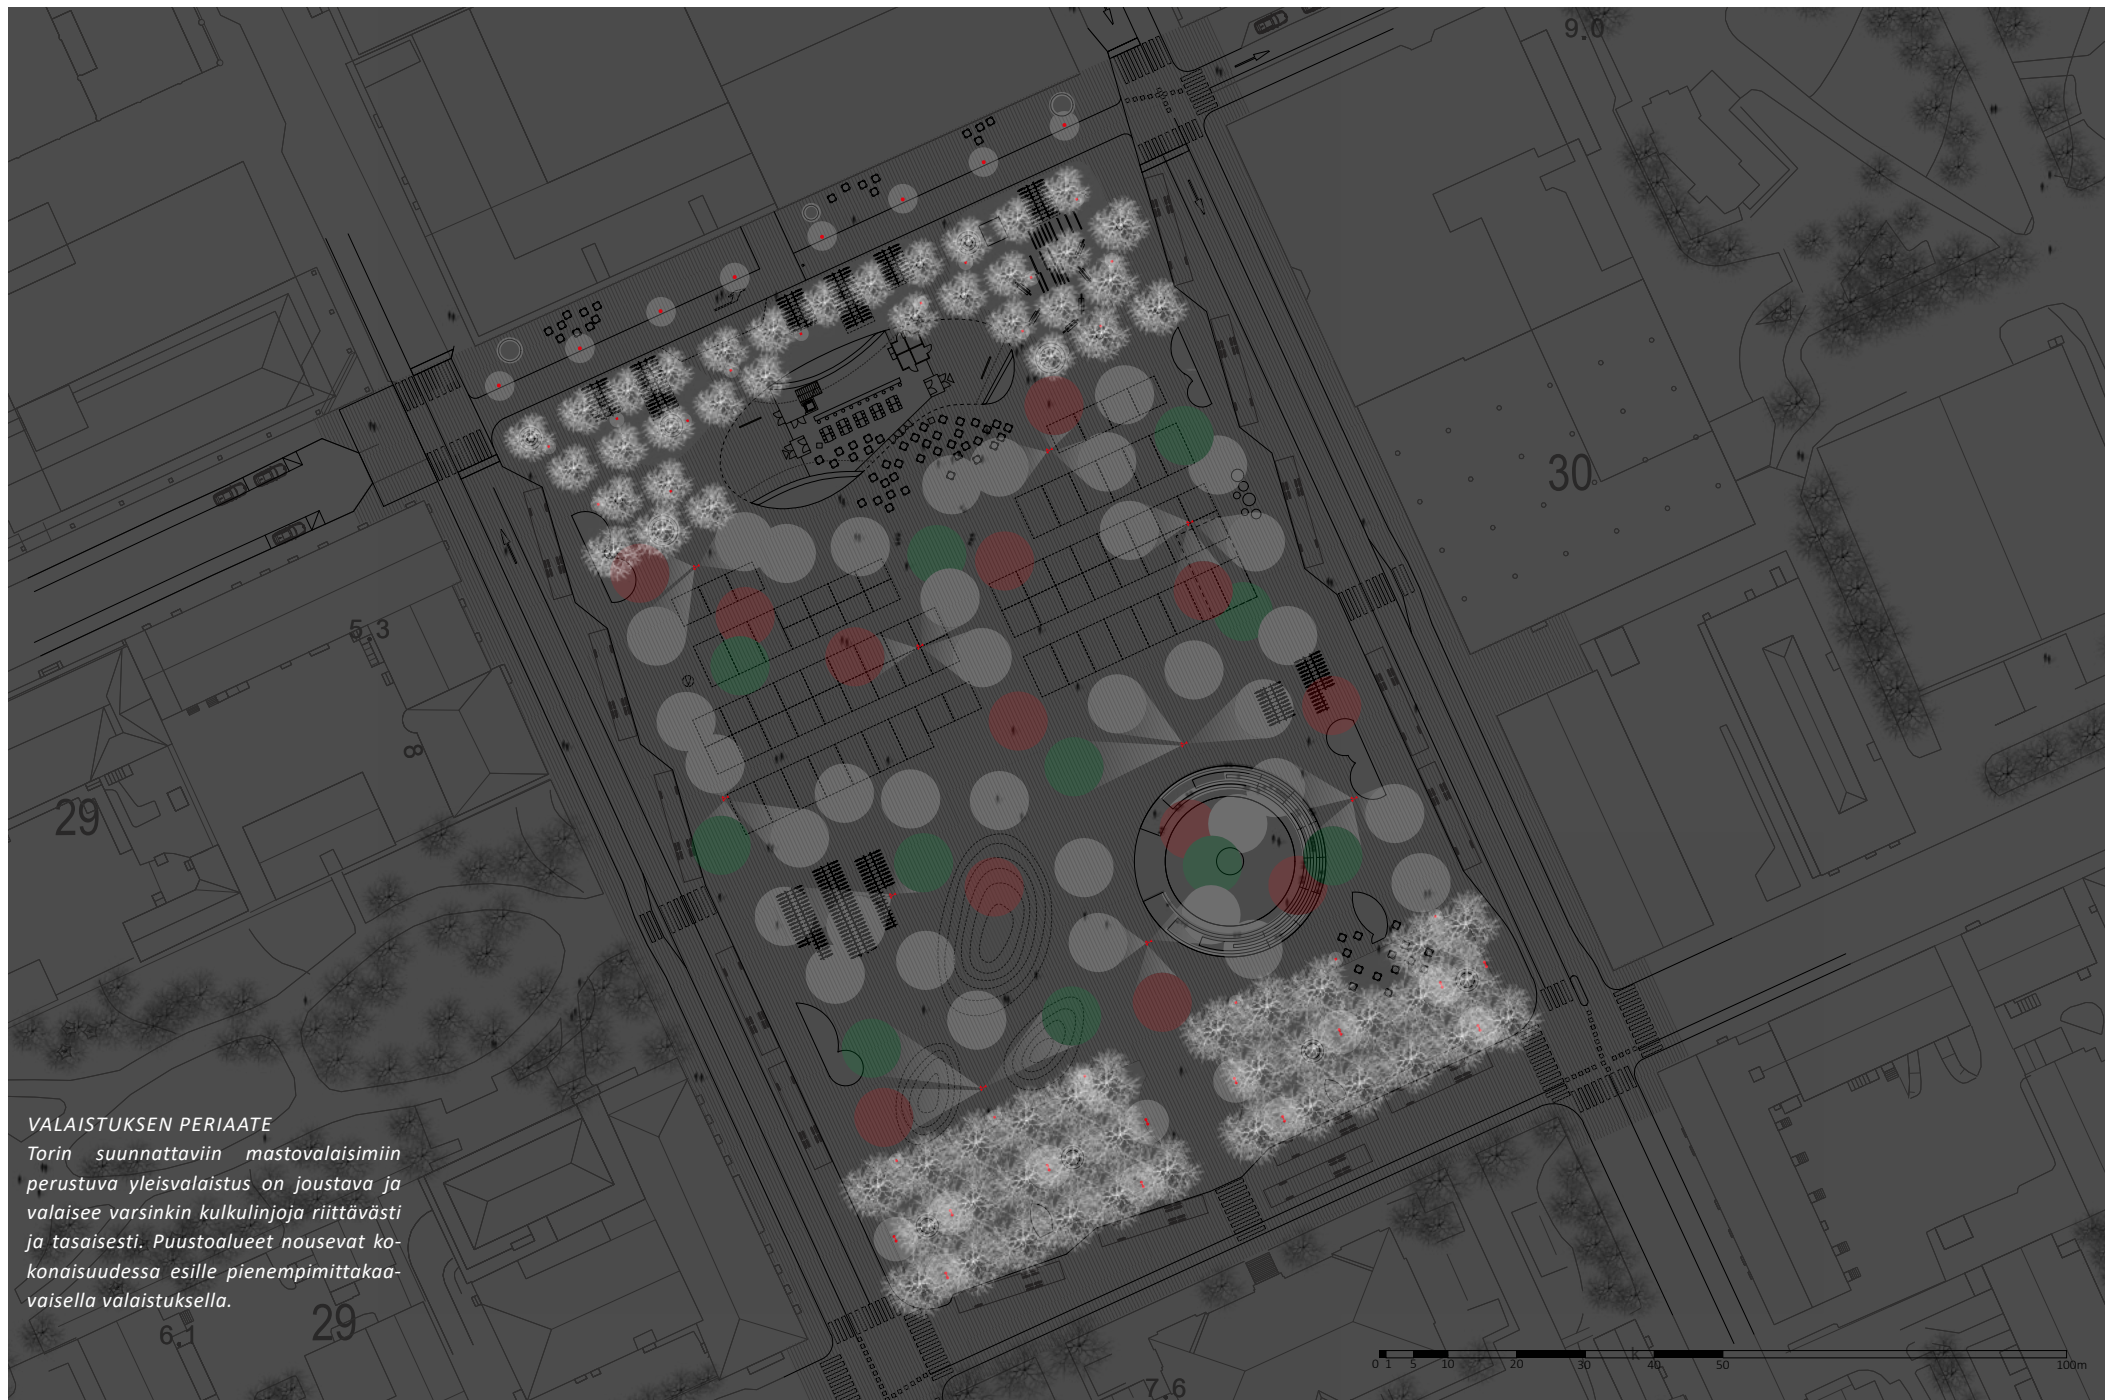 9.0
30
5.3
8
29
VALAISTUKSEN PERIAATE
Torin suunnattaviin mastovalaisimiin
perustuva yleisvalaistus on joustava ja
valaisee varsinkin kulkulinjoja riittävästi
ja tasaisesti. Puustoalueet nousevat ko-
konaisuudessa esille pienempimittakaa-
vaisella valaistuksella.
29
6.1
k
0 1 5 10 20 30 40 50 100m
7.6